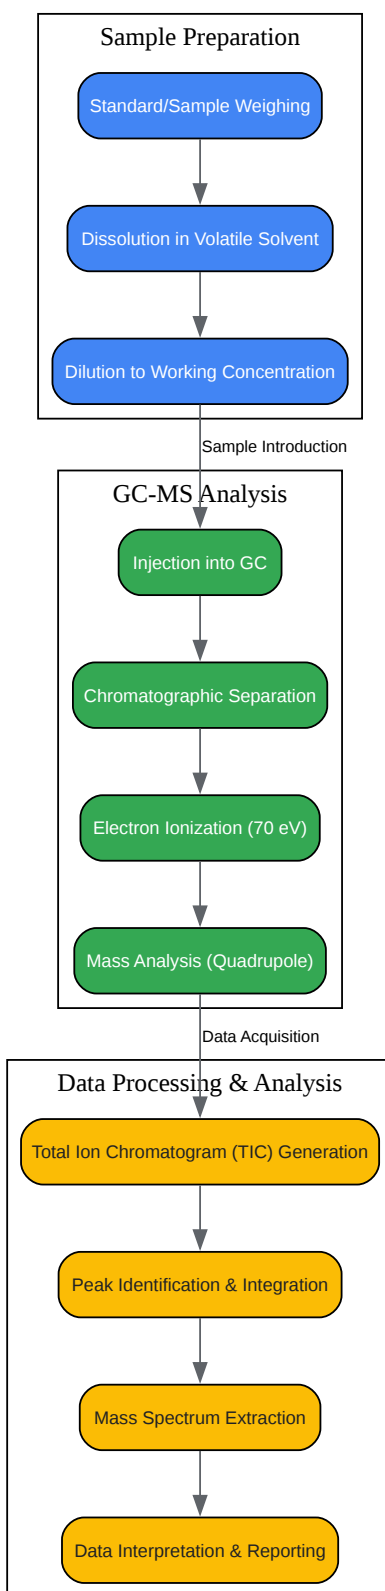 Sample Preparation
Standard/Sample Weighing
Dissolution in Volatile Solvent
Dilution to Working Concentration
Sample Introduction
GC-MS Analysis
Injection into GC
Chromatographic Separation
Electron Ionization (70 eV)
Mass Analysis (Quadrupole)
Data Acquisition
Data Processing & Analysis
Total Ion Chromatogram (TIC) Generation
Peak Identification & Integration
Mass Spectrum Extraction
Data Interpretation & Reporting